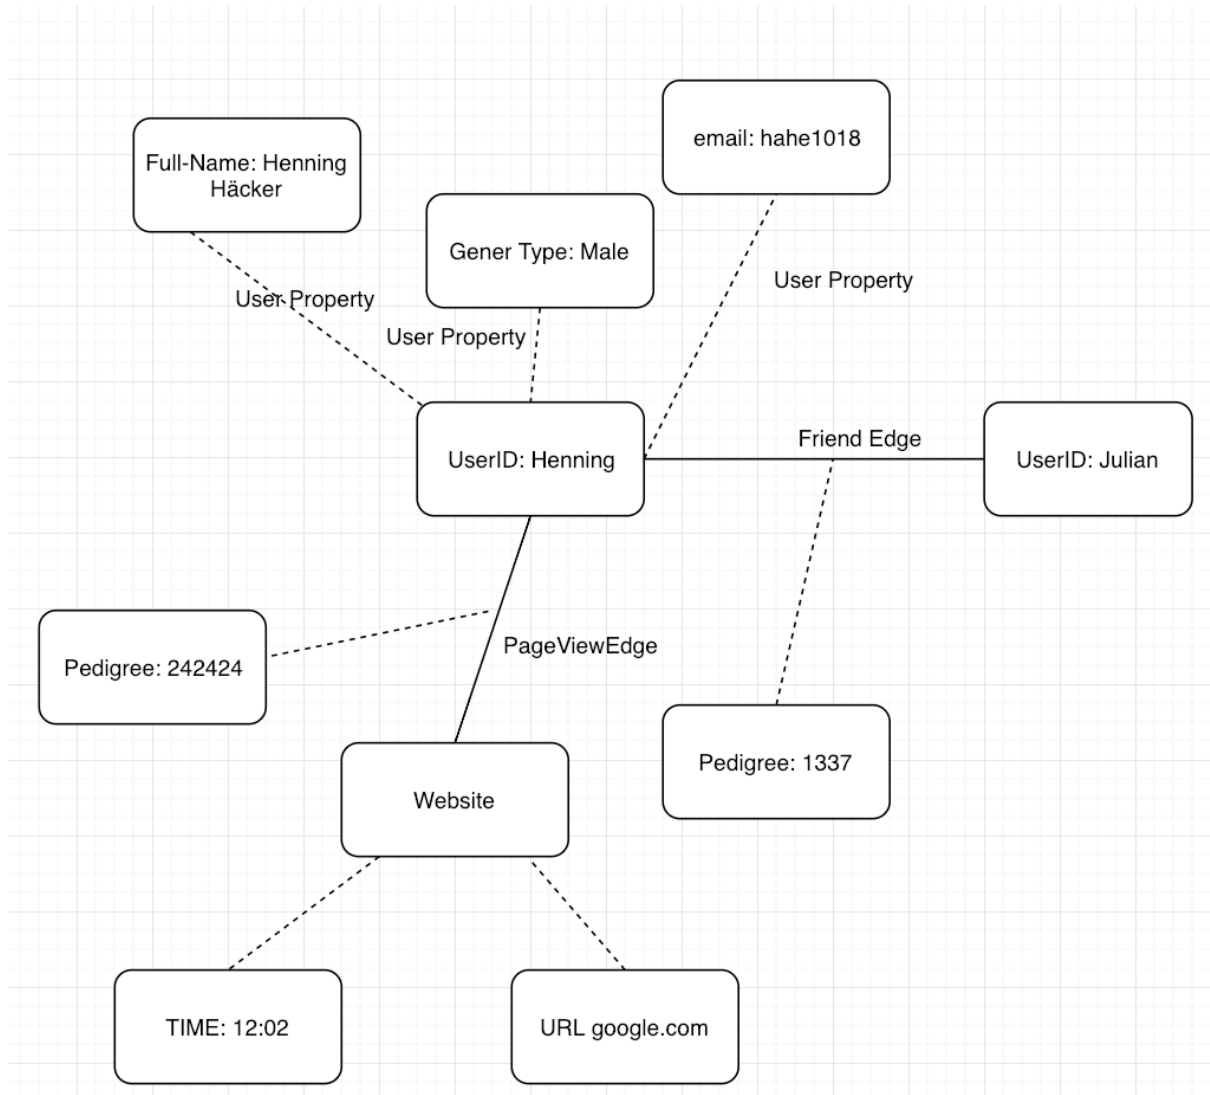 email: hahe1018
Full-Name: Henning
Häcker
Gener Type: Male
User Property
User Property
User Property
Friend Edge
UserID: Henning
UserID: Julian
PageViewEdge
Pedigree: 242424
Pedigree: 1337
Website
TIME: 12:02
URL google.com